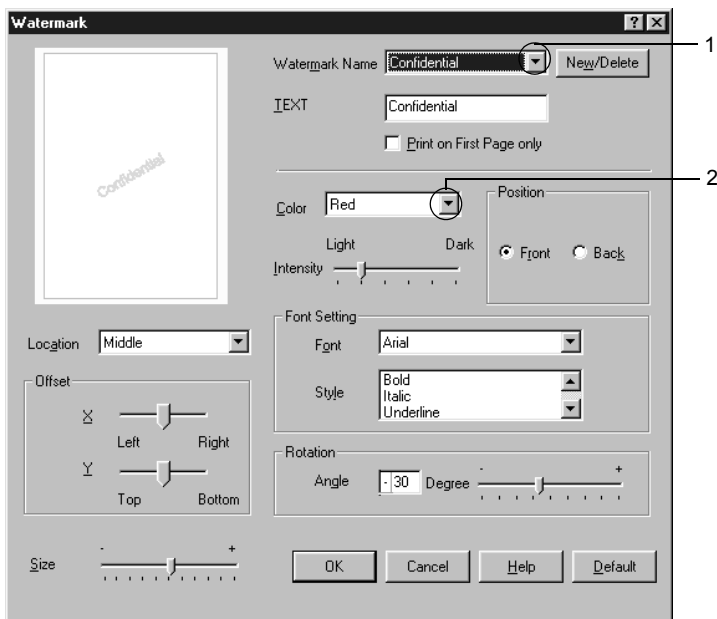 Watermark
1
Watermark Name Confidential New/Delete
TEXT Confidential
Print on First Page only
Confidential
2
Color Red
Position
Light Dark
Intensity
Front Back
Location Middle
Font Setting
Font Arial
Style Bold
Italic
Underline
Offset
X
Left Right
Y
Top Bottom
Rotation
Angle - 30 Degree - +
Size - +
OK Cancel Help Default